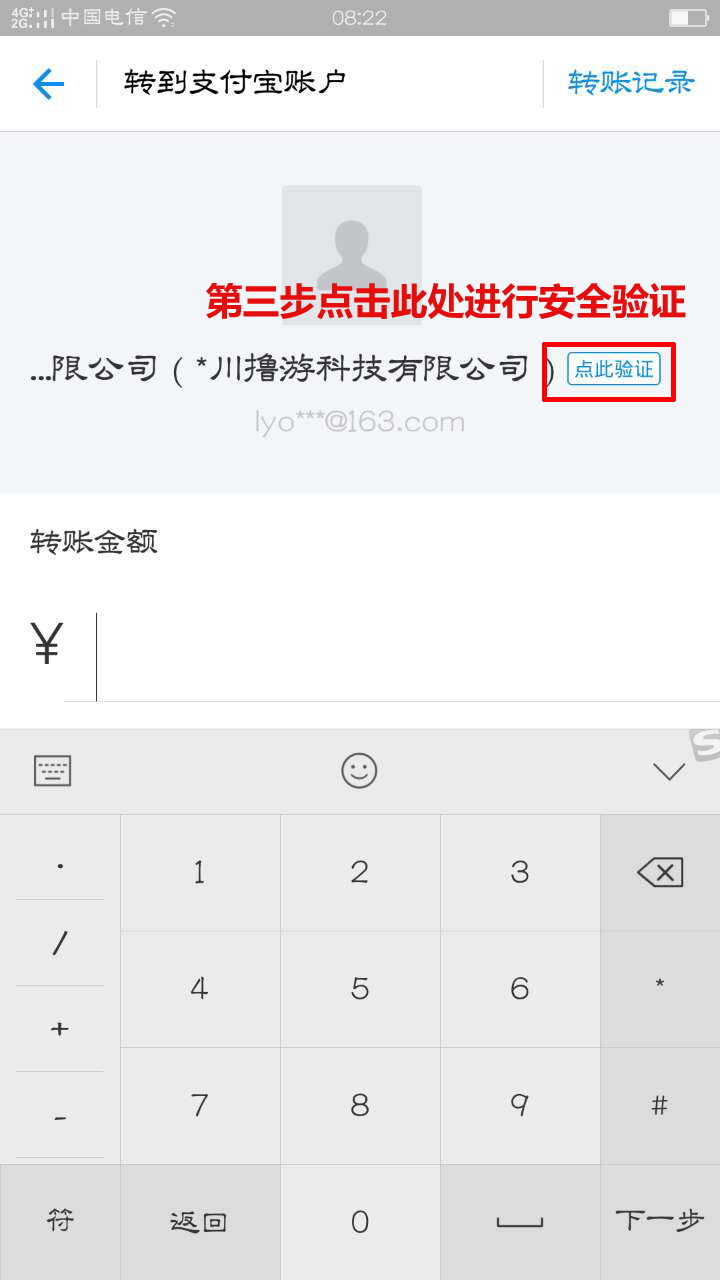 4G+ 2G 中国电信 08:22
转到支付宝账户 转账记录
第三步点击此处进行安全验证
...限公司（*川撸游科技有限公司） 点此验证
lyo***@163.com
转账金额
¥
S
. 1 2 3
/ 4 5 6 *
+ 7 8 9 #
-
符 返回 0 下一步